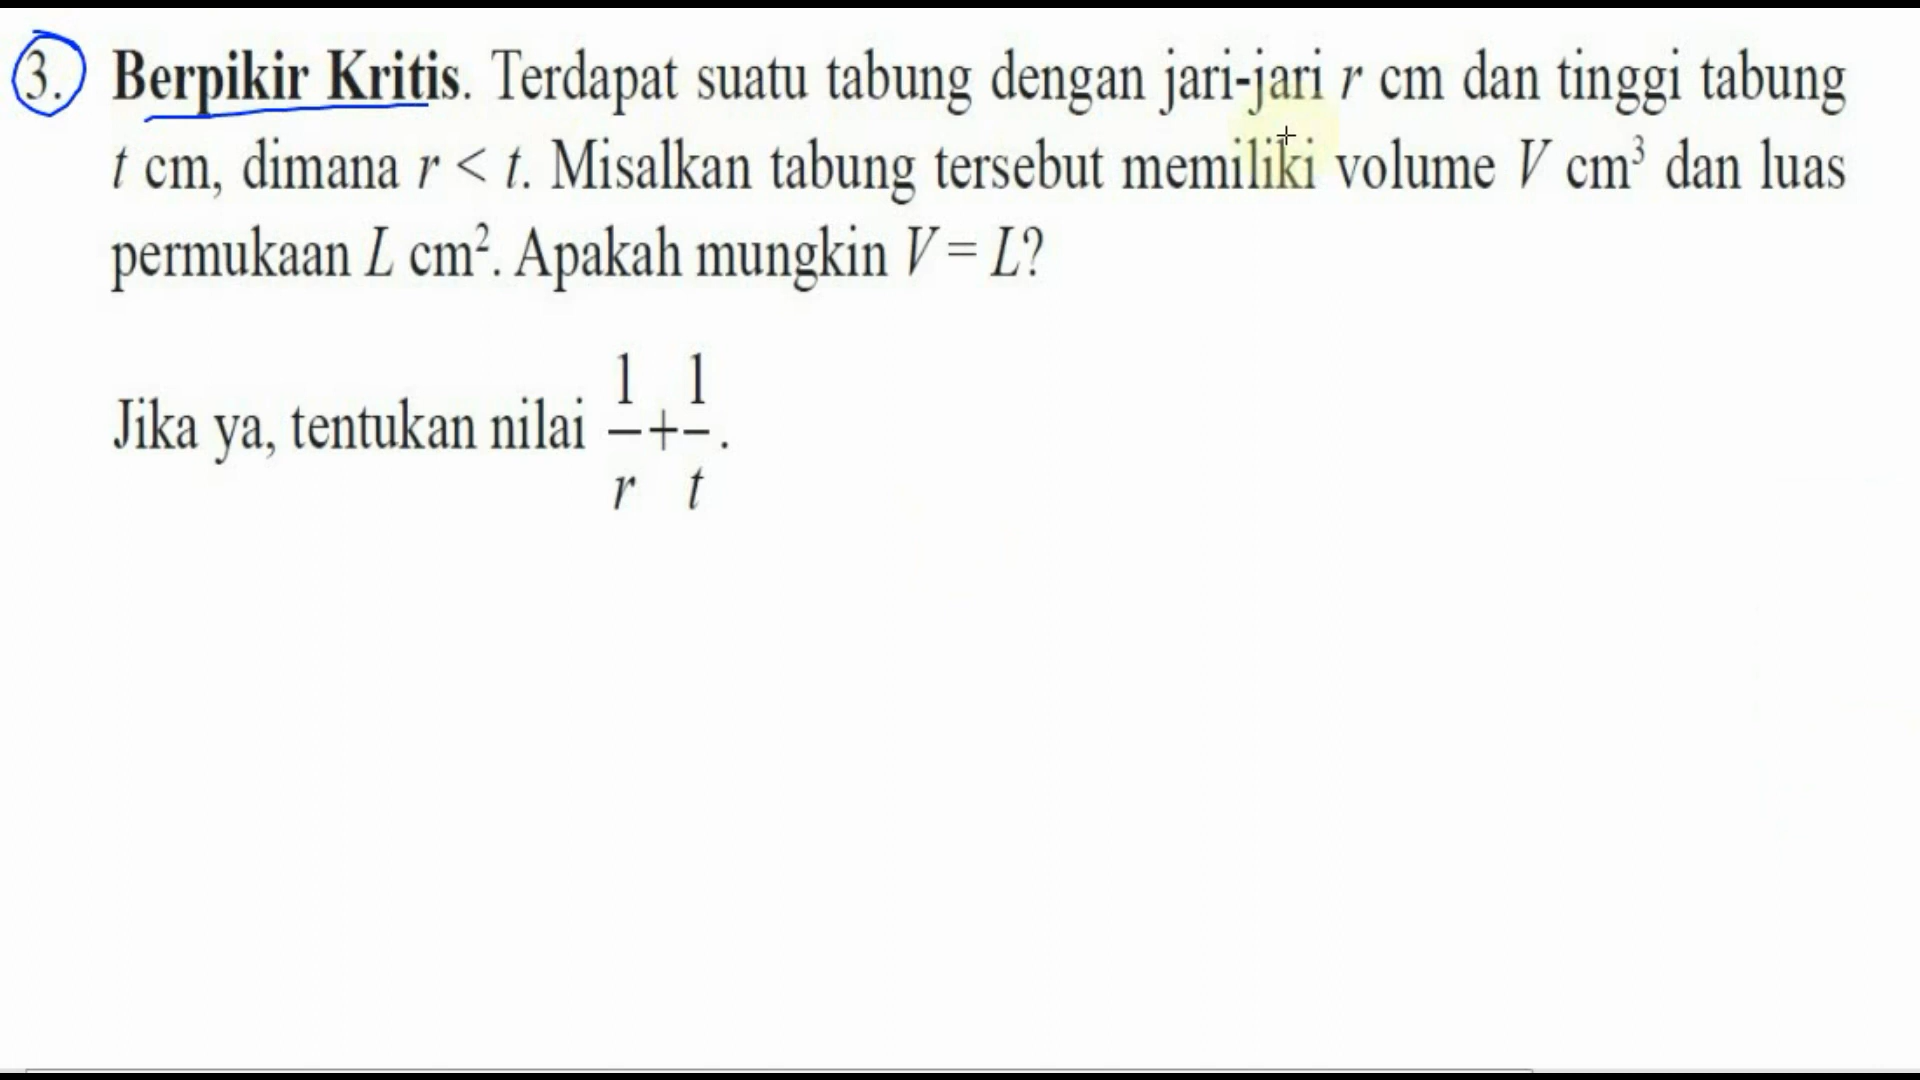 3. Berpikir Kritis. Terdapat suatu tabung dengan jari-jari r cm dan tinggi tabung
t cm, dimana r < t. Misalkan tabung tersebut memiliki volume V cm³ dan luas
permukaan L cm². Apakah mungkin V = L?
Jika ya, tentukan nilai 1/r + 1/t.